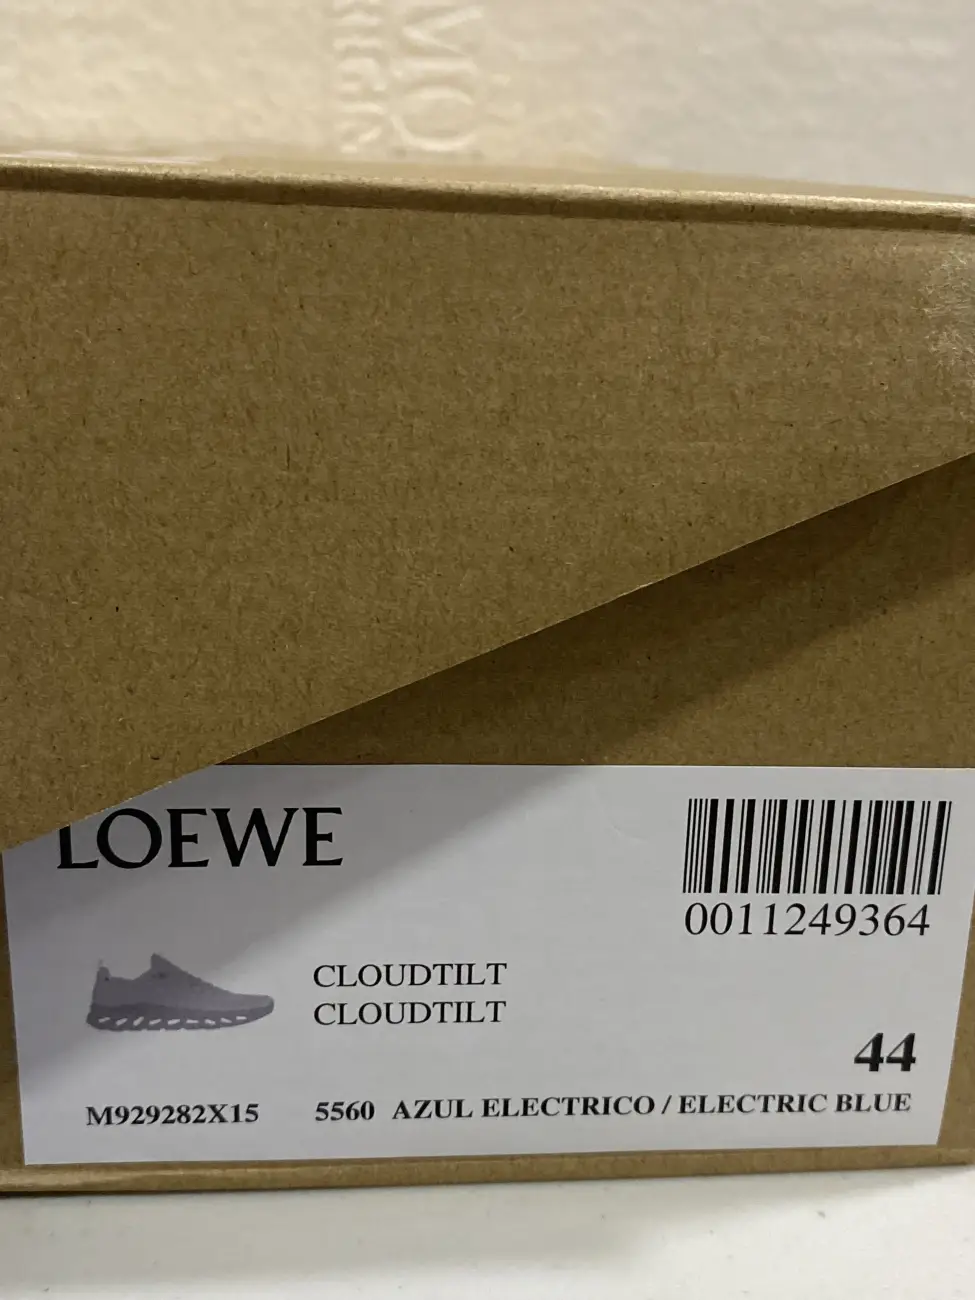 LOEWE
0011249364
CLOUDTILT
CLOUDTILT
44
M929282X15 5560 AZUL ELECTRICO / ELECTRIC BLUE